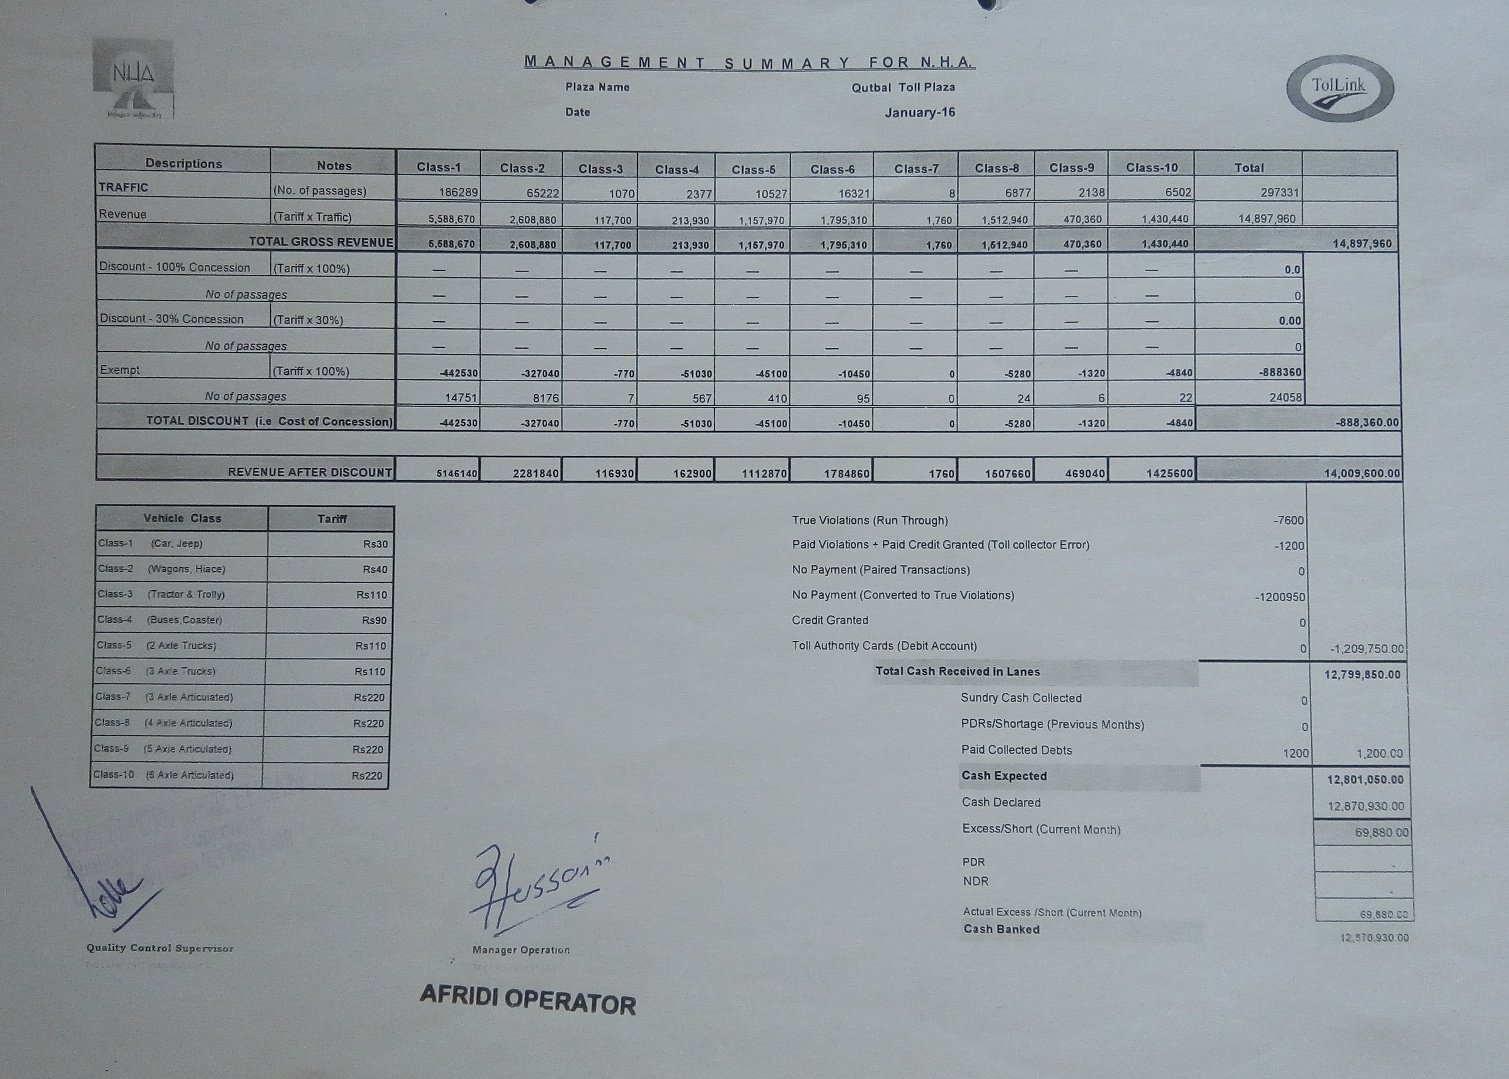 NHA
MANAGEMENT SUMMARY FOR N.H.A.
TolLink
Plaza Name Qutbal Toll Plaza
Date January-16
Descriptions Notes Class-1 Class-2 Class-3 Class-4 Class-5 Class-6 Class-7 Class-8 Class-9 Class-10 Total
TRAFFIC (No. of passages) 186289 65222 1070 2377 10527 16321 8 6877 2138 6502 297331
Revenue (Tariff x Traffic) 5,588,670 2,608,880 117,700 213,930 1,157,970 1,795,310 1,760 1,512,940 470,360 1,430,440 14,897,960
TOTAL GROSS REVENUE 5,588,670 2,608,880 117,700 213,930 1,157,970 1,795,310 1,760 1,512,940 470,360 1,430,440 14,897,960
Discount - 100% Concession (Tariff x 100%) — — — — — — — — — — 0.0
No of passages — — — — — — — — — — 0
Discount - 30% Concession (Tariff x 30%) — — — — — — — — — — 0.00
No of passages — — — — — — — — — — 0
Exempt (Tariff x 100%) -442530 -327040 -770 -51030 -45100 -10450 0 -5280 -1320 -4840 -888360
No of passages 14751 8176 7 567 410 95 0 24 6 22 24058
TOTAL DISCOUNT (i.e Cost of Concession) -442530 -327040 -770 -51030 -45100 -10450 0 -5280 -1320 -4840 -888,360.00
REVENUE AFTER DISCOUNT 5146140 2281840 116930 162900 1112870 1784860 1760 1507660 469040 1425600 14,009,600.00
Vehicle Class Tariff
Class-1 (Car, Jeep) Rs30
Class-2 (Wagons, Hiace) Rs40
Class-3 (Tractor & Trolly) Rs110
Class-4 (Buses,Coaster) Rs90
Class-5 (2 Axle Trucks) Rs110
Class-6 (3 Axle Trucks) Rs110
Class-7 (3 Axle Articulated) Rs220
Class-8 (4 Axle Articulated) Rs220
Class-9 (5 Axle Articulated) Rs220
Class-10 (6 Axle Articulated) Rs220
True Violations (Run Through) -7600
Paid Violations + Paid Credit Granted (Toll collector Error) -1200
No Payment (Paired Transactions) 0
No Payment (Converted to True Violations) -1200950
Credit Granted 0
Toll Authority Cards (Debit Account) 0 -1,209,750.00
Total Cash Received In Lanes 12,799,850.00
Sundry Cash Collected 0
PDRs/Shortage (Previous Months) 0
Paid Collected Debts 1200 1,200.00
Cash Expected 12,801,050.00
Cash Declared 12,870,930.00
Excess/Short (Current Month) 69,880.00
PDR -
NDR -
Actual Excess /Short (Current Month) 69,880.00
Cash Banked 12,870,930.00
Hussain
Quality Control Supervisor
Manager Operation
AFRIDI OPERATOR